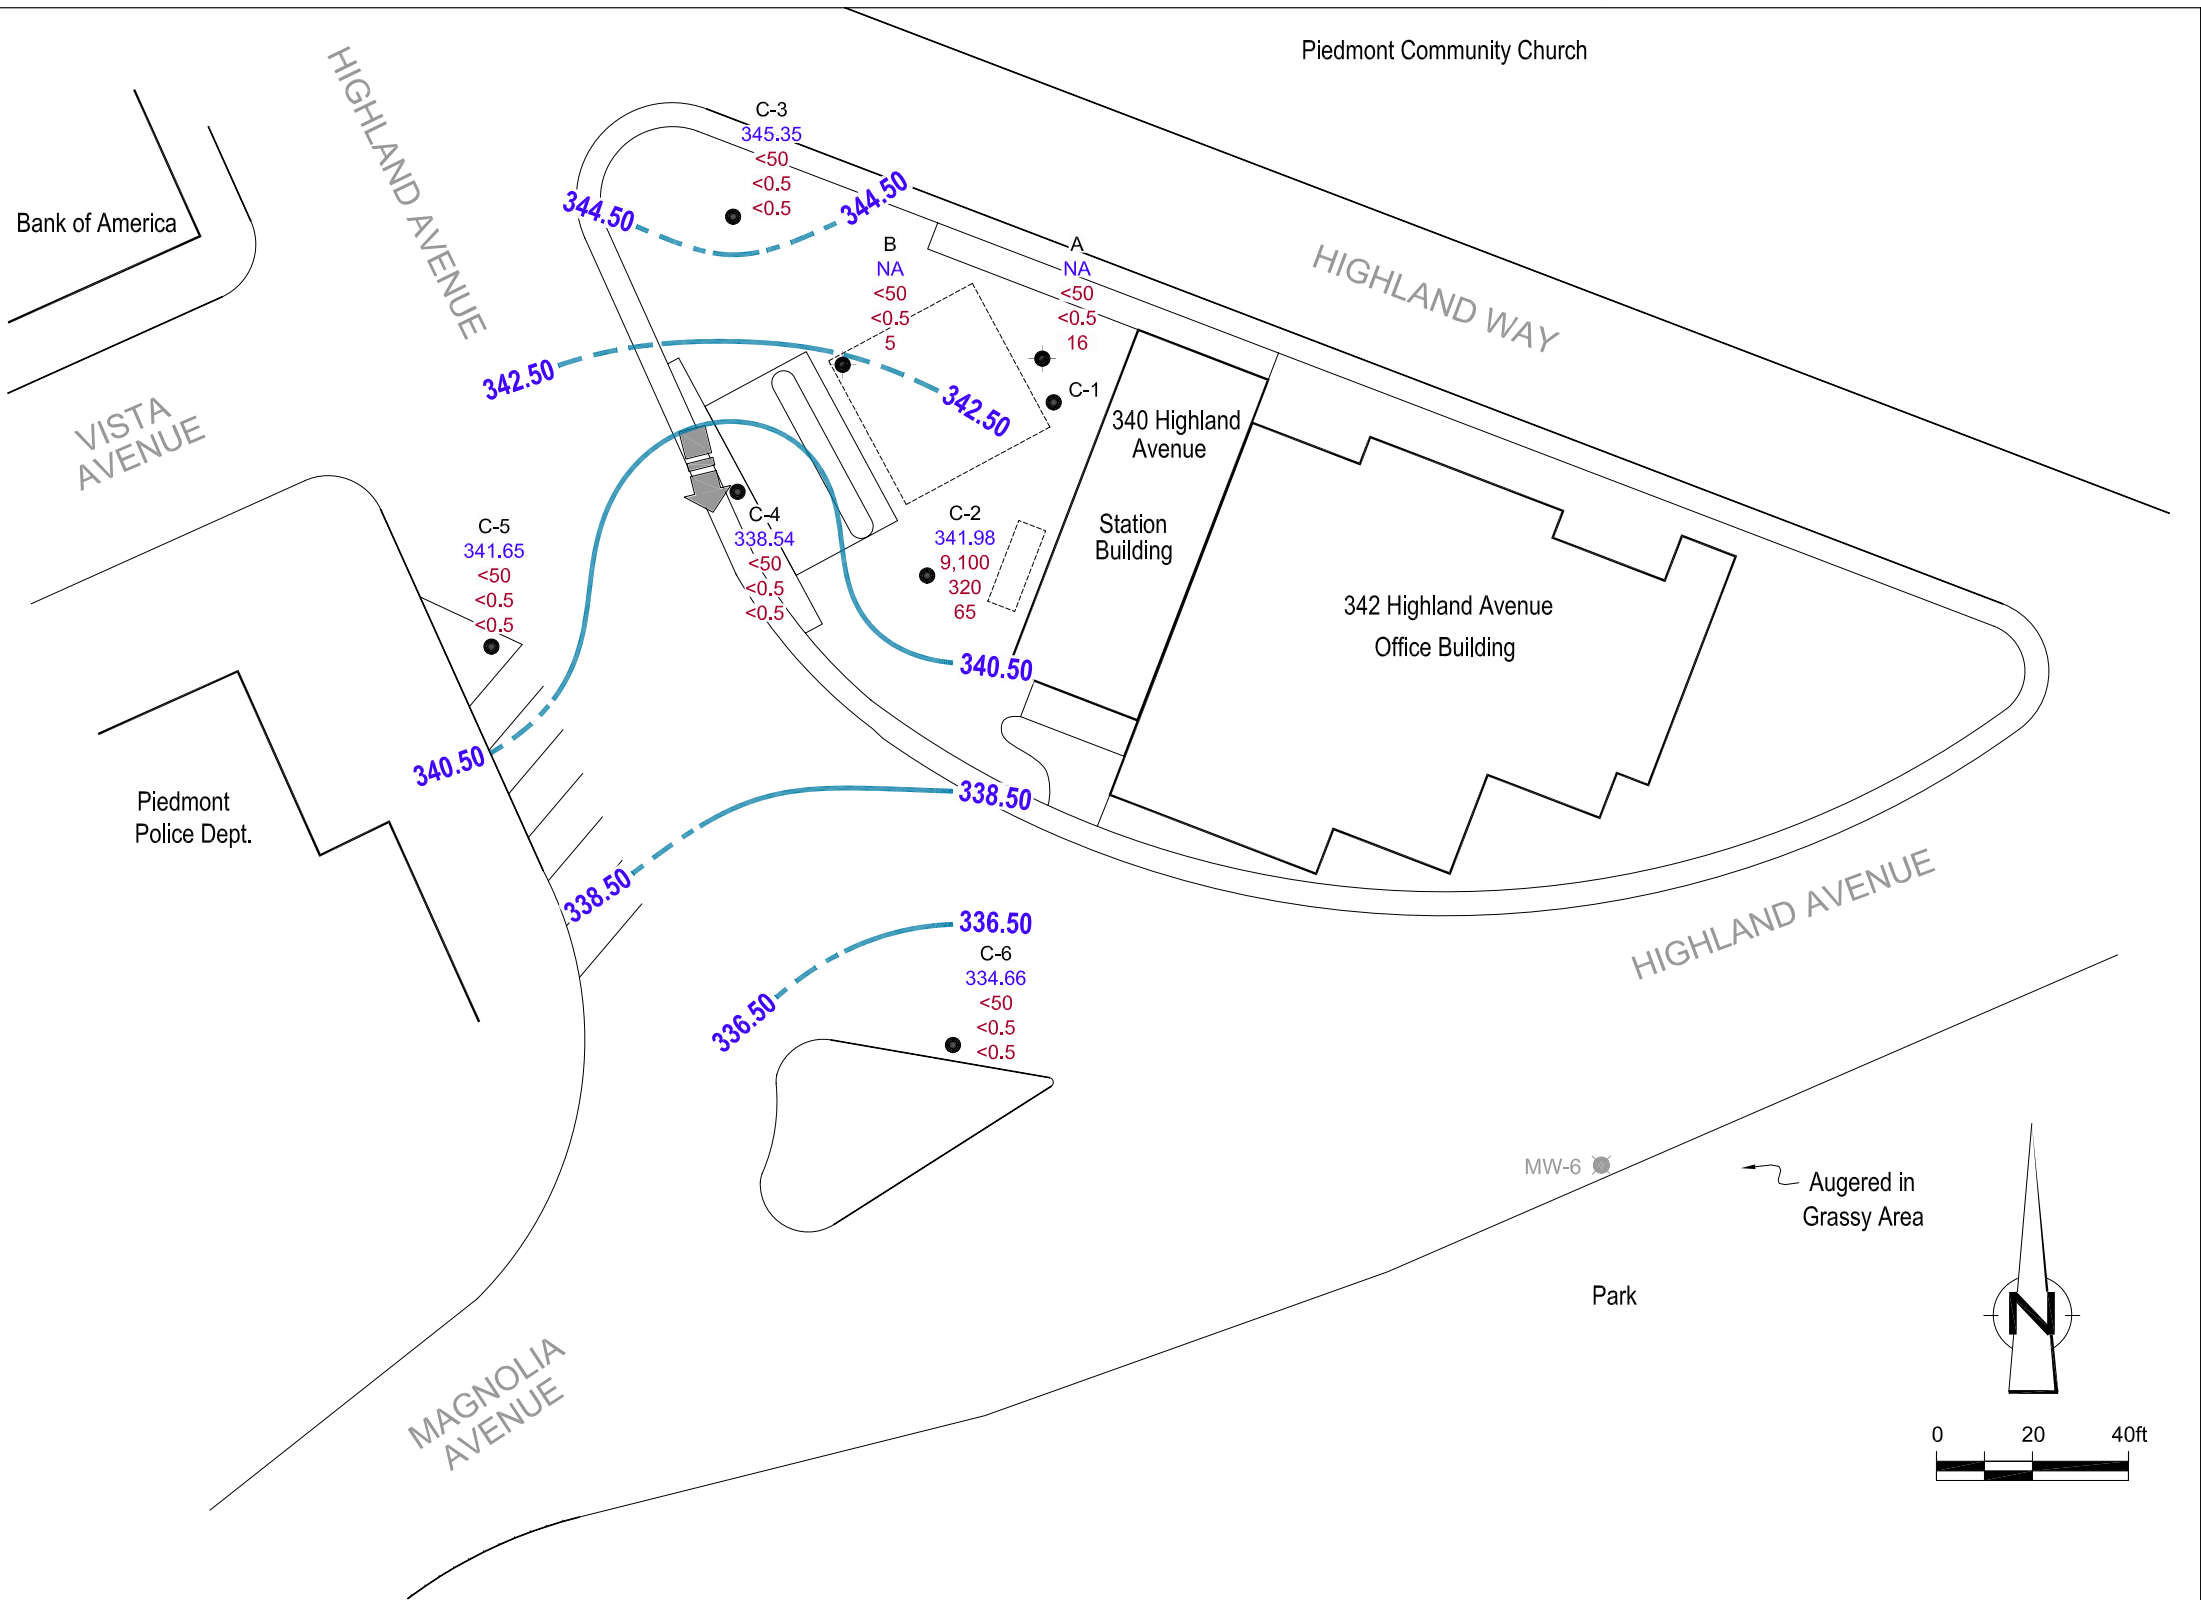 Piedmont Community Church
HIGHLAND AVENUE
C-3
345.35
<50
<0.5
<0.5
344.50
344.50
Bank of America
B
NA
<50
<0.5
5
A
NA
<50
<0.5
16
HIGHLAND WAY
342.50
342.50
C-1
VISTA
AVENUE
340 Highland
Avenue
Station
Building
C-5
341.65
<50
<0.5
<0.5
C-4
338.54
<50
<0.5
<0.5
C-2
341.98
9,100
320
65
342 Highland Avenue
Office Building
340.50
340.50
Piedmont
Police Dept.
338.50
338.50
336.50
336.50
C-6
334.66
<50
<0.5
<0.5
HIGHLAND AVENUE
MW-6
Augered in
Grassy Area
Park
N
MAGNOLIA
AVENUE
0 20 40ft